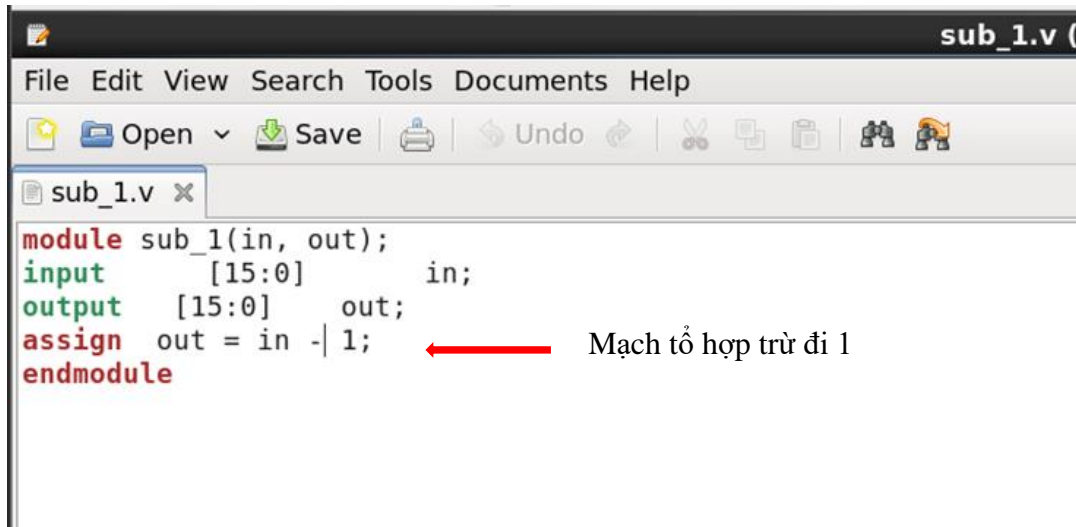 sub_1.v (
File Edit View Search Tools Documents Help
Open Save Undo
sub_1.v
module sub_1(in, out);
input [15:0] in;
output [15:0] out;
assign out = in - 1;
Mạch tổ hợp trừ đi 1
endmodule